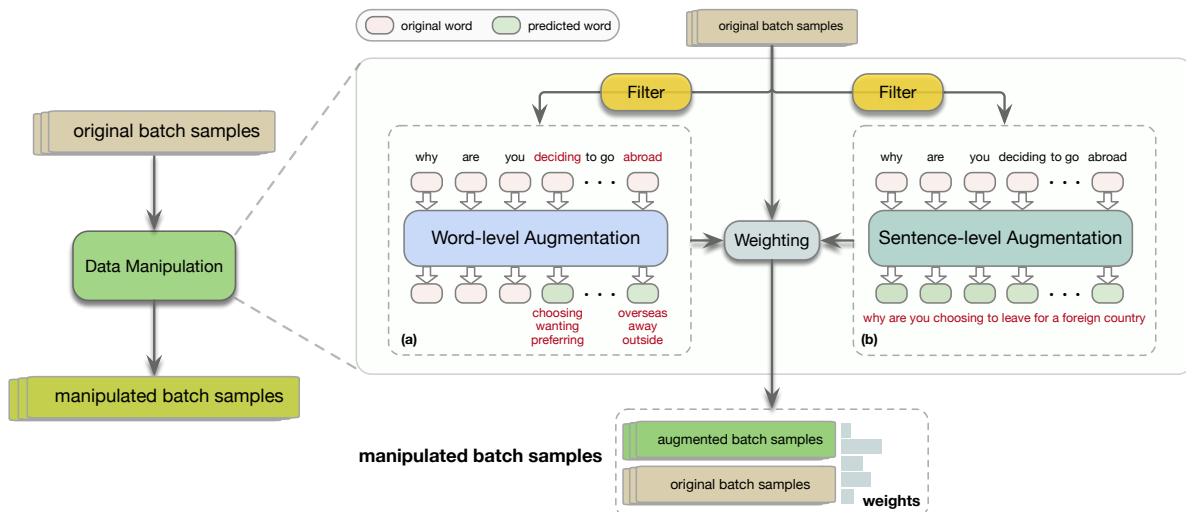 original word predicted word
original batch samples
Filter Filter
original batch samples
why are you deciding to go abroad
why are you deciding to go abroad
Word-level Augmentation
Weighting
Sentence-level Augmentation
Data Manipulation
choosing overseas
wanting away
preferring outside
(a)
why are you choosing to leave for a foreign country
(b)
manipulated batch samples
manipulated batch samples
augmented batch samples
original batch samples
weights